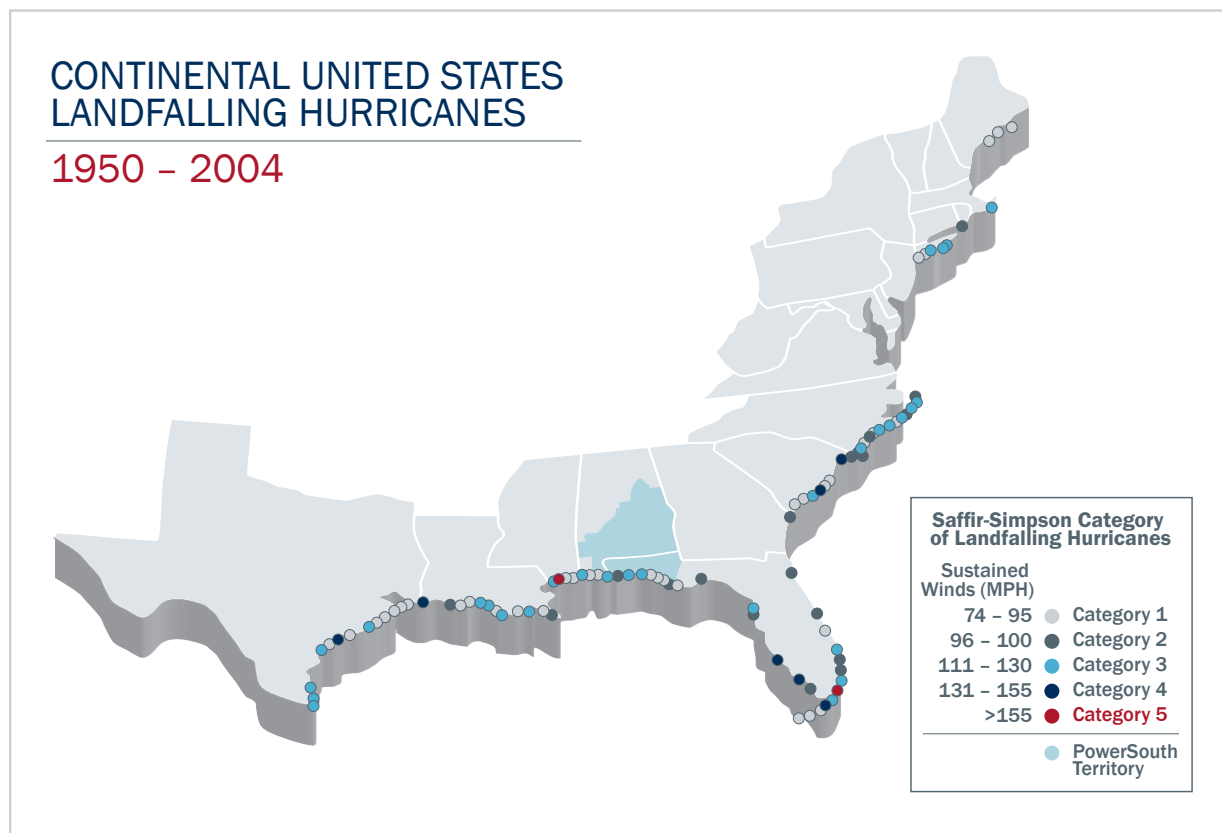 CONTINENTAL UNITED STATES
LANDFALLING HURRICANES
1950 – 2004
Saffir-Simpson Category
of Landfalling Hurricanes
Sustained
Winds (MPH)
74 – 95 Category 1
96 – 100 Category 2
111 – 130 Category 3
131 – 155 Category 4
>155 Category 5
PowerSouth
Territory